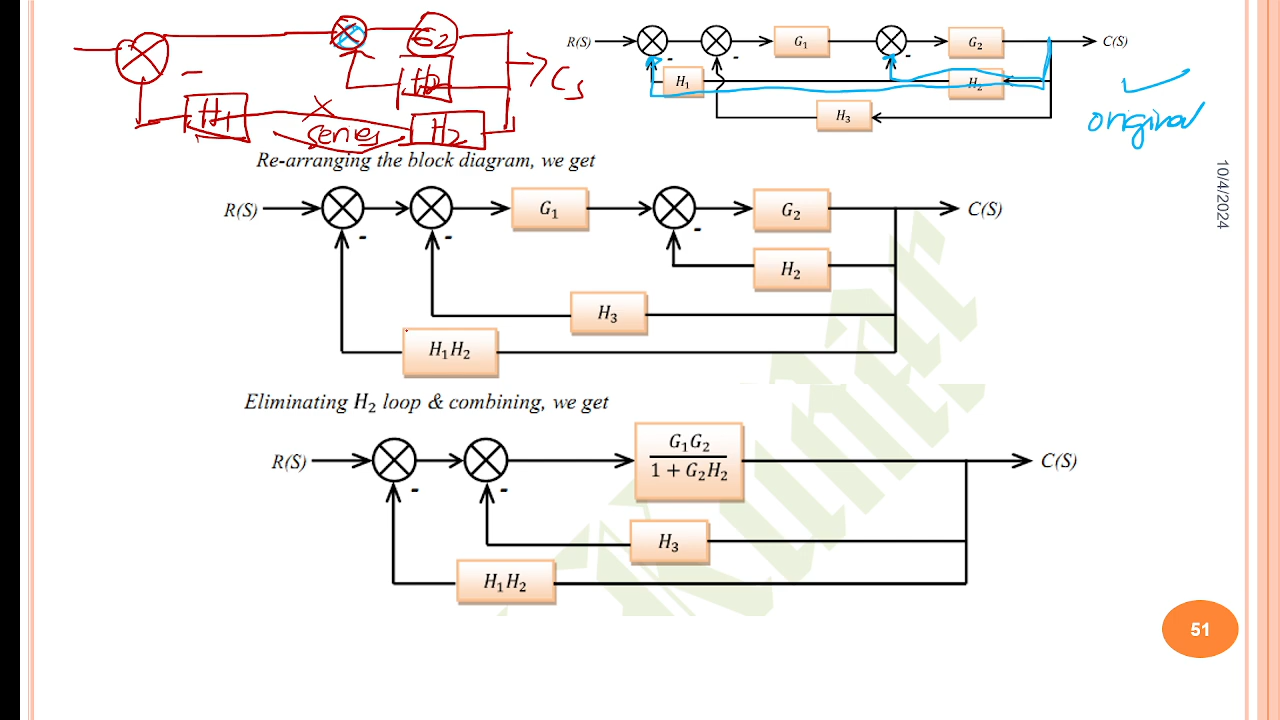 G2
H2
Cs
H1
series
H2
R(S)
G₁
G₂
C(S)
H₁
H₂
H₃
original
10/4/2024
Re-arranging the block diagram, we get
R(S)
G₁
G₂
C(S)
H₂
H₃
H₁H₂
Eliminating H₂ loop & combining, we get
R(S)
G₁G₂
1 + G₂H₂
C(S)
H₃
H₁H₂
51